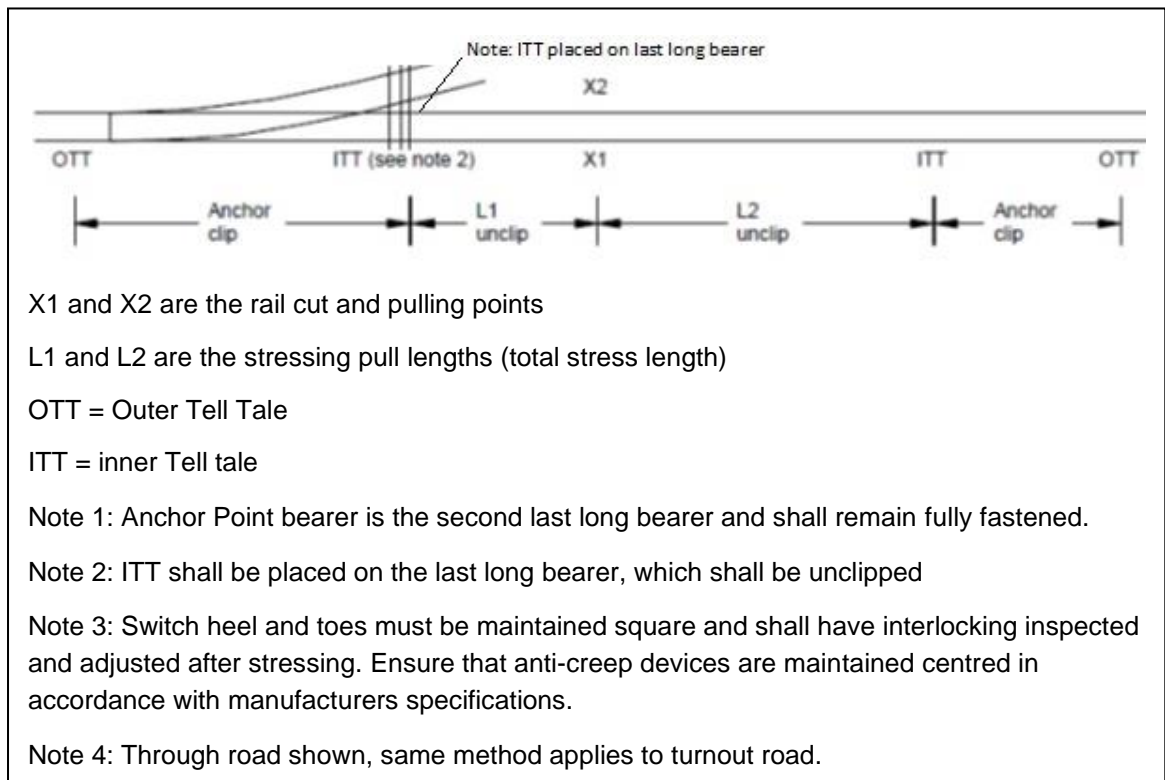 Note: ITT placed on last long bearer
X2
OTT ITT (see note 2) X1 ITT OTT
Anchor clip L1 unclip L2 unclip Anchor clip
X1 and X2 are the rail cut and pulling points
L1 and L2 are the stressing pull lengths (total stress length)
OTT = Outer Tell Tale
ITT = inner Tell tale
Note 1: Anchor Point bearer is the second last long bearer and shall remain fully fastened.
Note 2: ITT shall be placed on the last long bearer, which shall be unclipped
Note 3: Switch heel and toes must be maintained square and shall have interlocking inspected
and adjusted after stressing. Ensure that anti-creep devices are maintained centred in
accordance with manufacturers specifications.
Note 4: Through road shown, same method applies to turnout road.